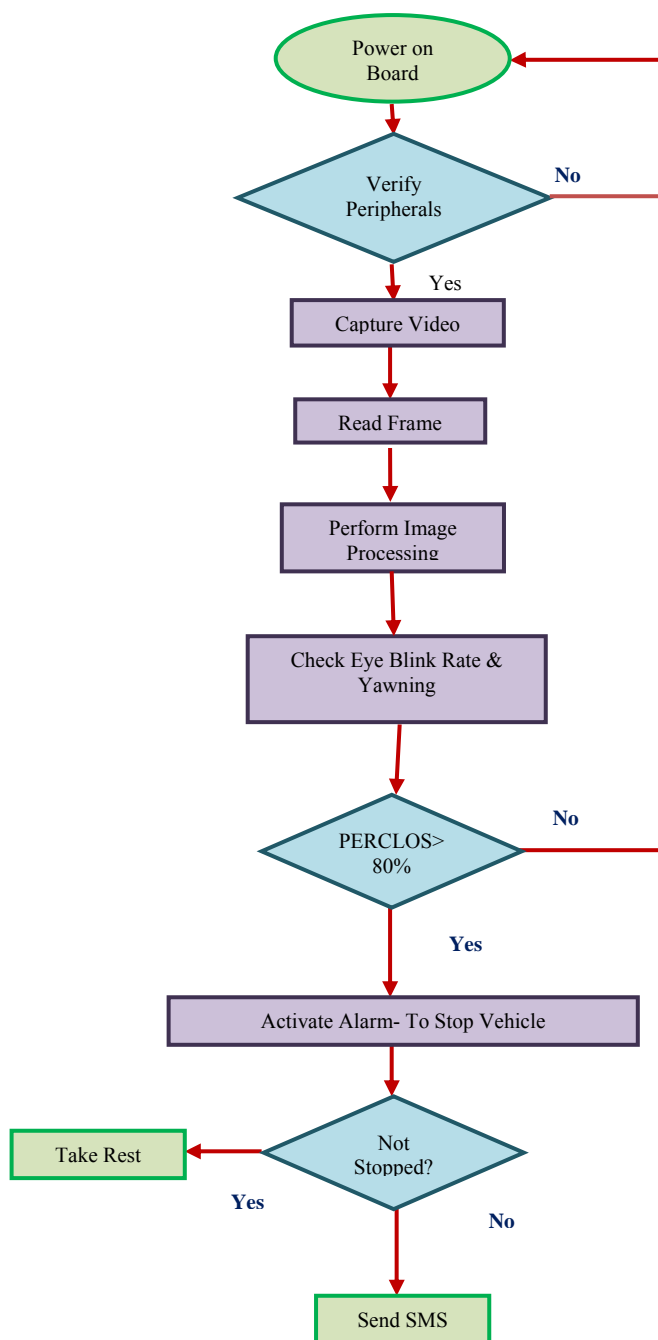 Power on
Board
Verify
Peripherals
No
Yes
Capture Video
Read Frame
Perform Image
Processing
Check Eye Blink Rate &
Yawning
PERCLOS>
80%
No
Yes
Activate Alarm- To Stop Vehicle
Not
Stopped?
Take Rest
Yes
No
Send SMS